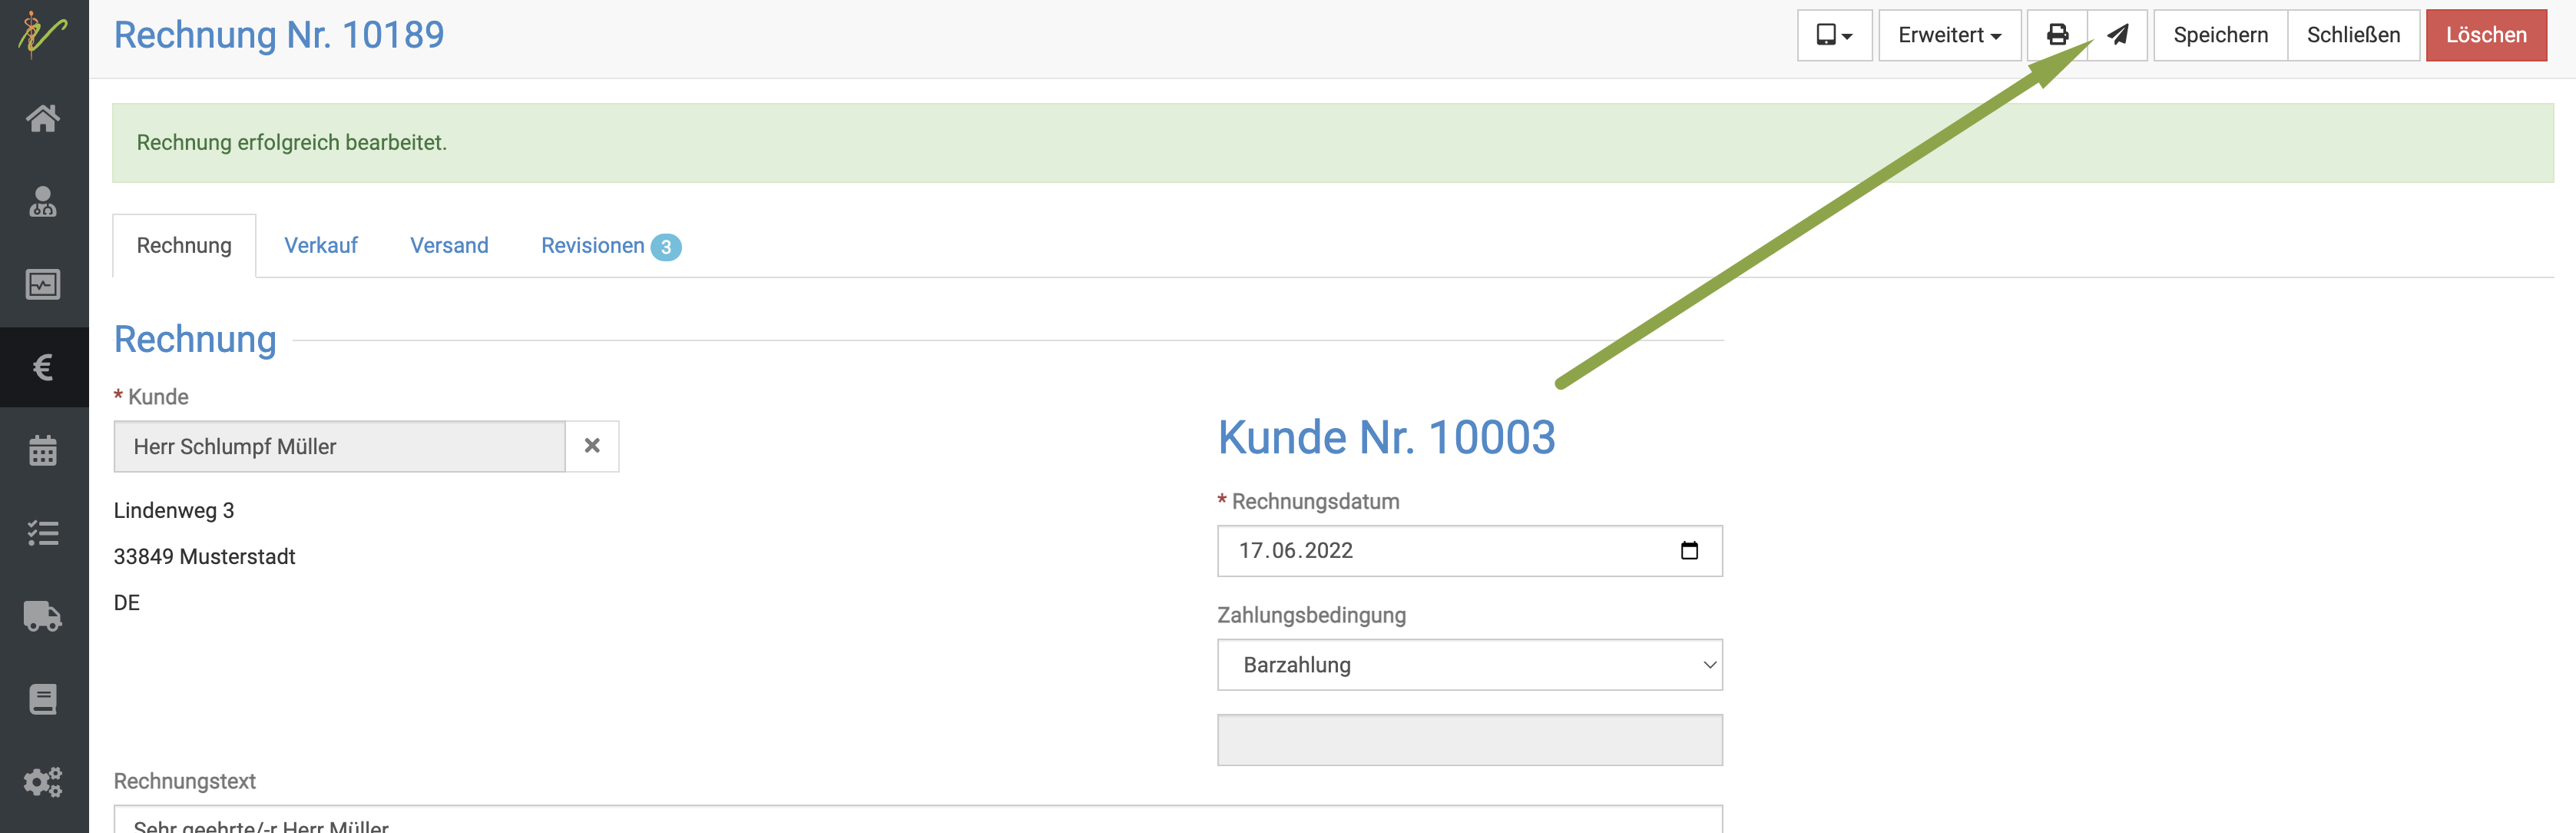 Rechnung Nr. 10189
Erweitert
Speichern
Schließen
Löschen
Rechnung erfolgreich bearbeitet.
Rechnung
Verkauf
Versand
Revisionen 3
Rechnung
* Kunde
Herr Schlumpf Müller
Lindenweg 3
33849 Musterstadt
DE
Kunde Nr. 10003
* Rechnungsdatum
17.06.2022
Zahlungsbedingung
Barzahlung
Rechnungstext
Sehr geehrte/-r Herr Müller